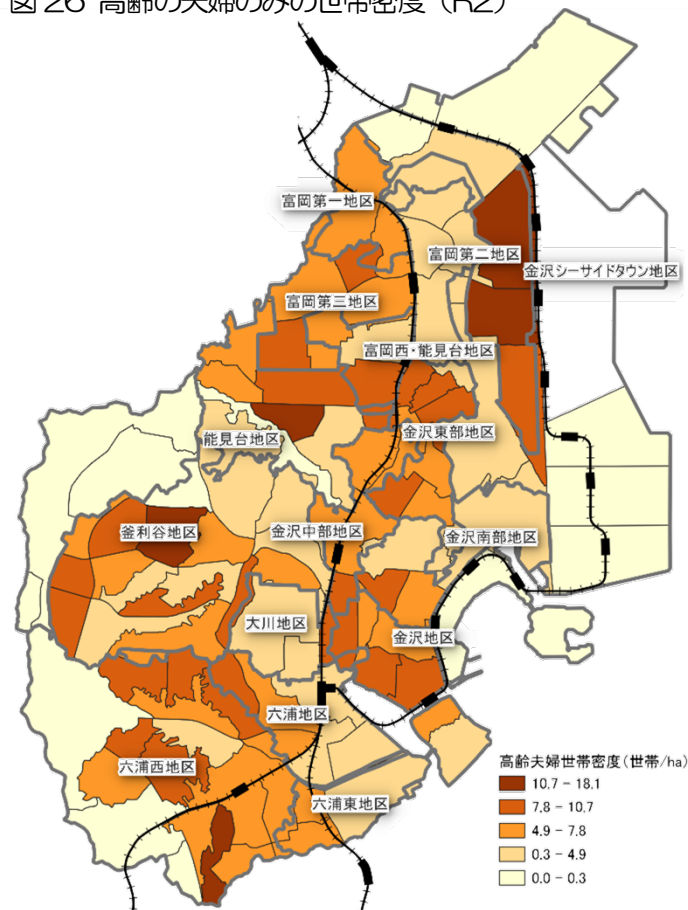 図26 高齢の夫婦のみの世帯密度（R2）
富岡第一地区
富岡第二地区
金沢シーサイドタウン地区
富岡第三地区
富岡西・能見台地区
金沢東部地区
能見台地区
釜利谷地区
金沢中部地区
金沢南部地区
大川地区
金沢地区
六浦地区
六浦西地区
六浦東地区
高齢夫婦世帯密度（世帯/ha）
10.7 - 18.1
7.8 - 10.7
4.9 - 7.8
0.3 - 4.9
0.0 - 0.3